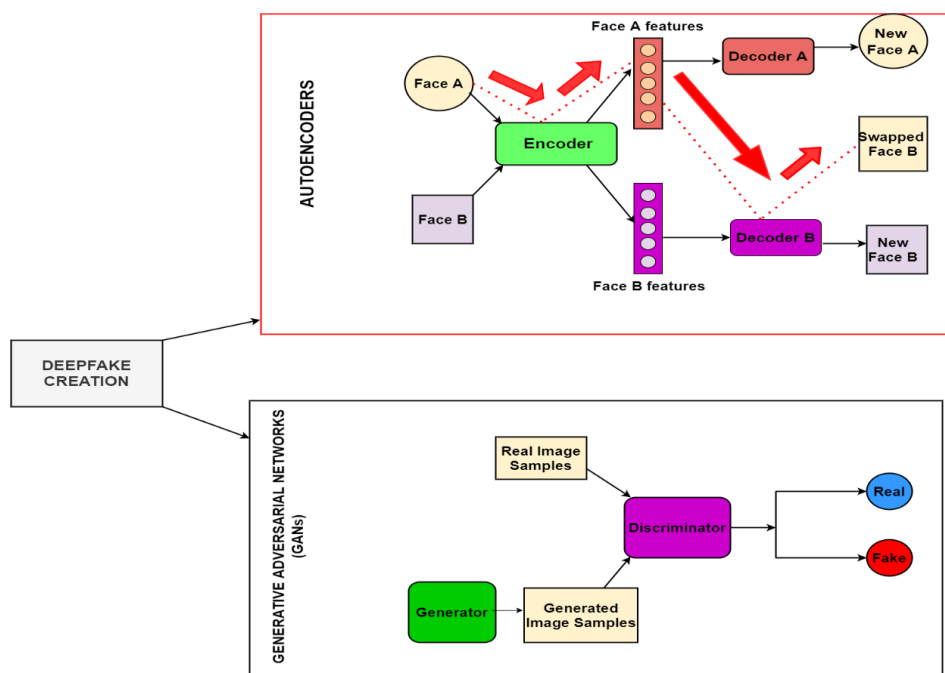 DEEPFAKE
CREATION
AUTOENCODERS
Face A
Face B
Encoder
Face A features
Face B features
Decoder A
Decoder B
New
Face A
Swapped
Face B
New
Face B
GENERATIVE ADVERSARIAL NETWORKS
(GANs)
Real Image
Samples
Generator
Generated
Image Samples
Discriminator
Real
Fake